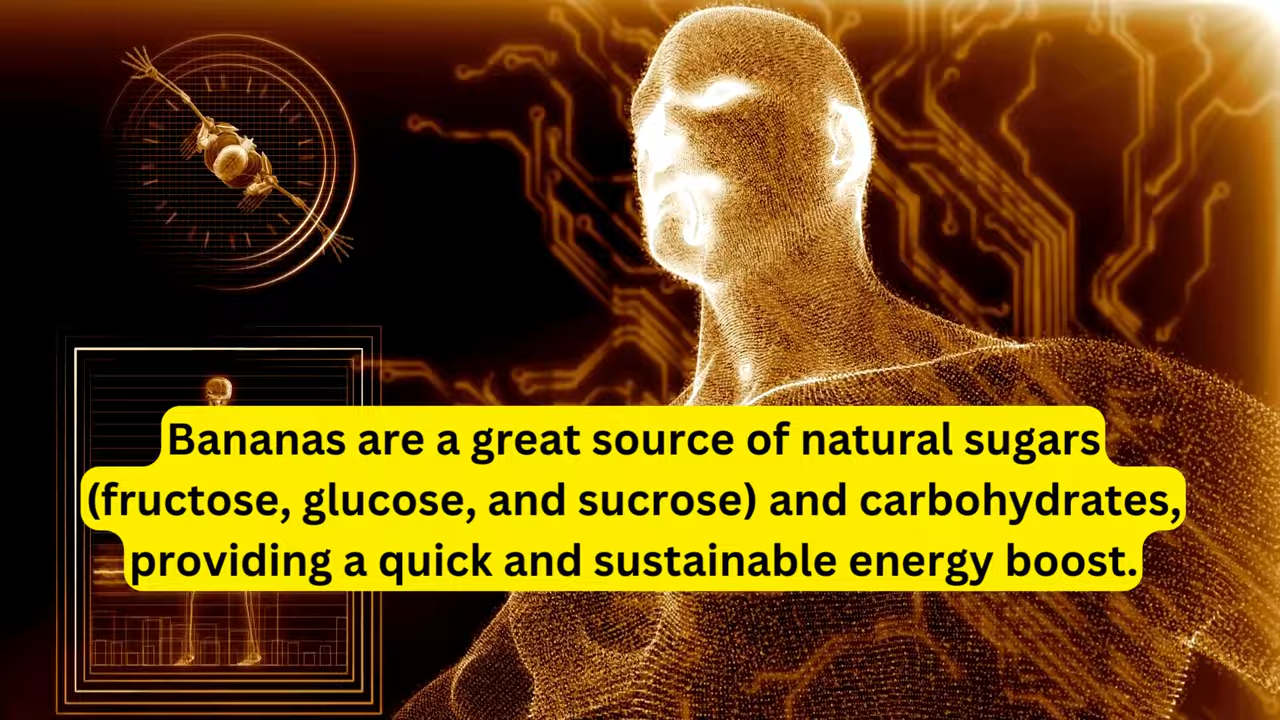 Bananas are a great source of natural sugars
(fructose, glucose, and sucrose) and carbohydrates,
providing a quick and sustainable energy boost.